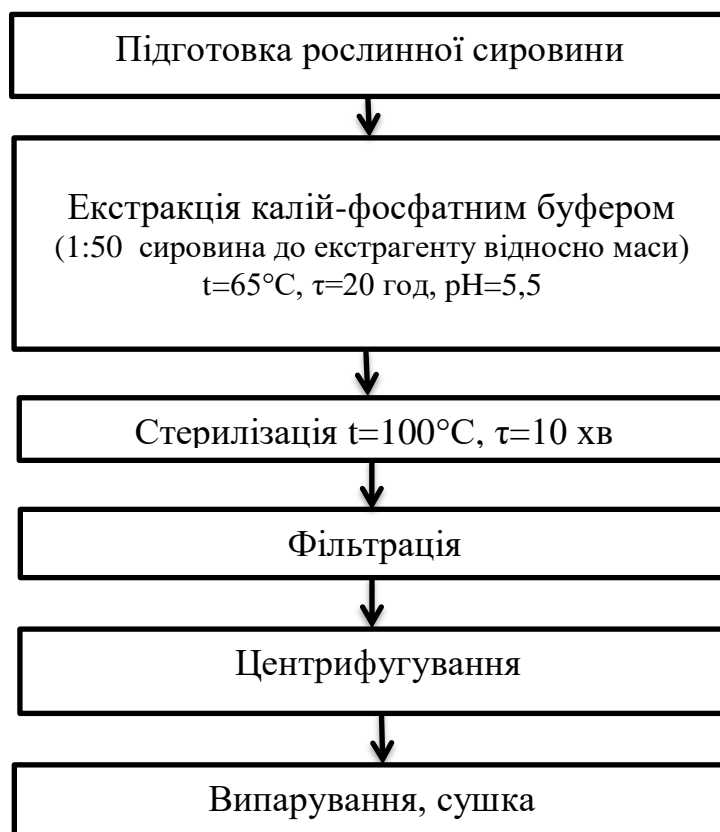 Підготовка рослинної сировини
Екстракція калій-фосфатним буфером
(1:50 сировина до екстрагенту відносно маси)
t=65°C, τ=20 год, pH=5,5
Стерилізація t=100°C, τ=10 хв
Фільтрація
Центрифугування
Випарування, сушка